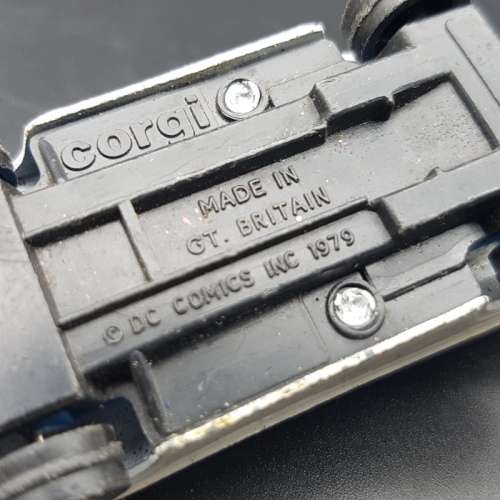 corgi
MADE IN
GT. BRITAIN
© DC COMICS INC 1979